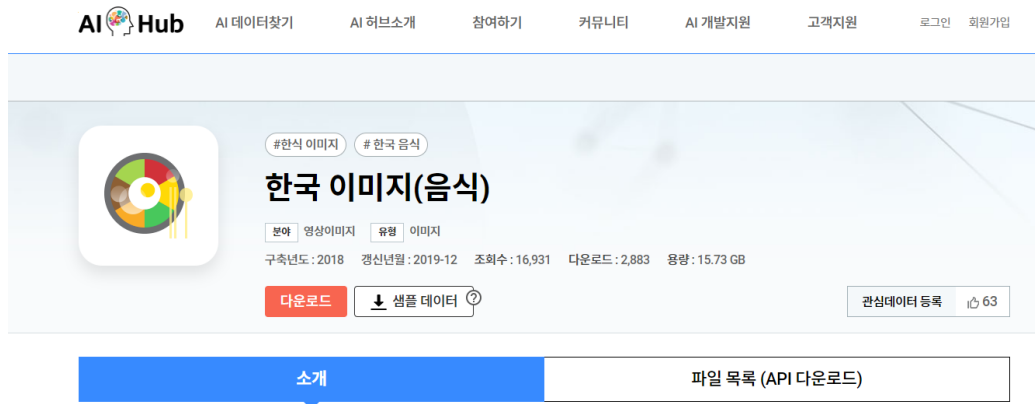 AI Hub AI 데이터찾기 AI 허브소개 참여하기 커뮤니티 AI 개발지원 고객지원 로그인 회원가입
#한식 이미지 # 한국 음식
한국 이미지(음식)
분야 영상이미지 유형 이미지
구축년도 : 2018 갱신년월 : 2019-12 조회수 : 16,931 다운로드 : 2,883 용량 : 15.73 GB
다운로드 샘플 데이터 ? 관심데이터 등록 63
소개 파일 목록 (API 다운로드)